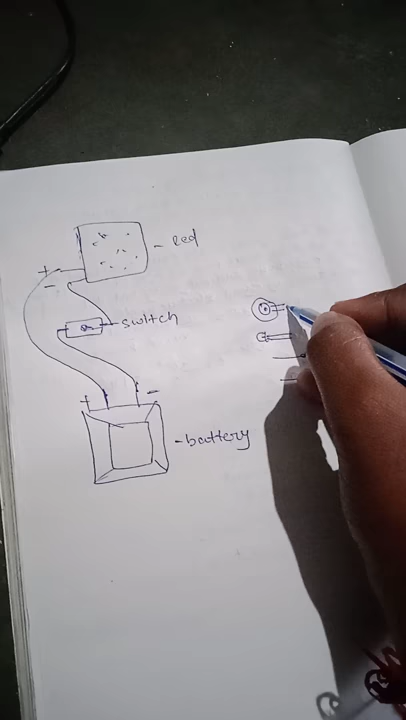 - led
+
-
- switch
+ -
- battery